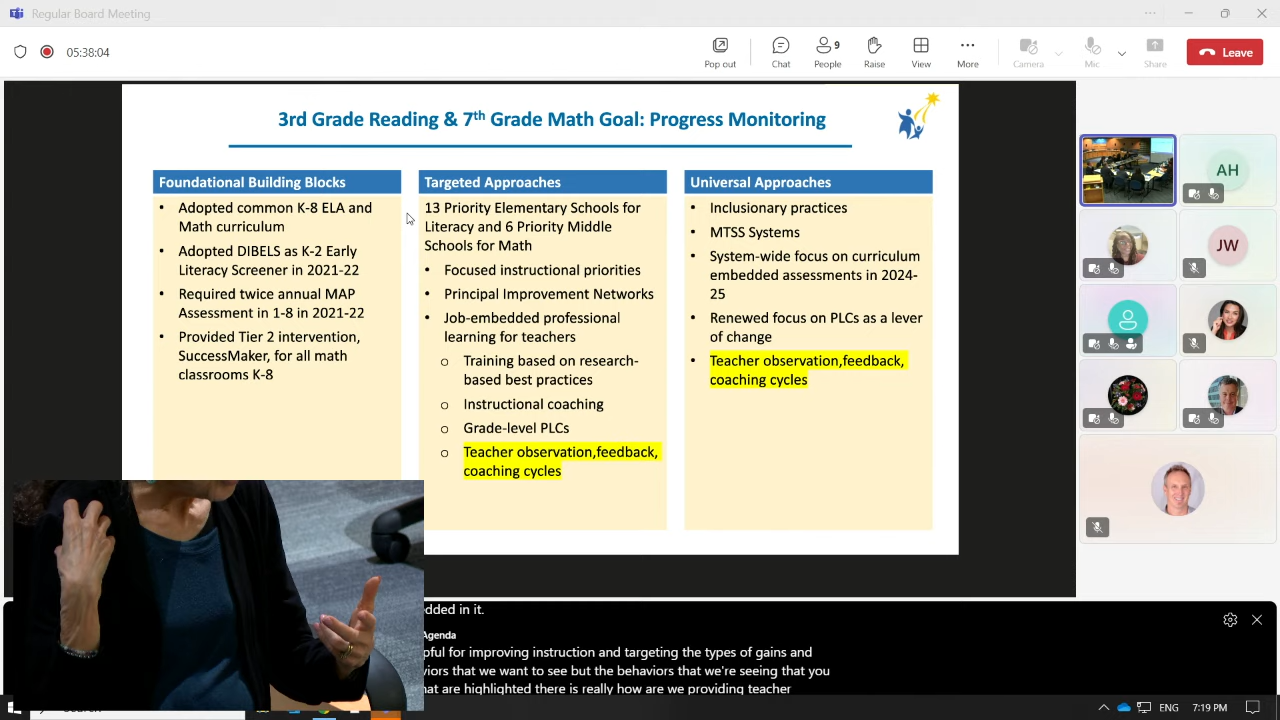 Regular Board Meeting
05:38:04
Pop out
Chat
9
People
Raise
View
More
Camera
Mic
Share
Leave
3rd Grade Reading & 7th Grade Math Goal: Progress Monitoring
Foundational Building Blocks
• Adopted common K-8 ELA and
Math curriculum
• Adopted DIBELS as K-2 Early
Literacy Screener in 2021-22
• Required twice annual MAP
Assessment in 1-8 in 2021-22
• Provided Tier 2 intervention,
SuccessMaker, for all math
classrooms K-8
Targeted Approaches
13 Priority Elementary Schools for
Literacy and 6 Priority Middle
Schools for Math
• Focused instructional priorities
• Principal Improvement Networks
• Job-embedded professional
learning for teachers
o Training based on research-
based best practices
o Instructional coaching
o Grade-level PLCs
o Teacher observation,feedback,
coaching cycles
Universal Approaches
• Inclusionary practices
• MTSS Systems
• System-wide focus on curriculum
embedded assessments in 2024-
25
• Renewed focus on PLCs as a lever
of change
• Teacher observation,feedback,
coaching cycles
AH
JW
in it.
Agenda
for improving instruction and targeting the types of gains and
that we want to see but the behaviors that we're seeing that you
are highlighted there is really how are we providing teacher
ENG
7:19 PM